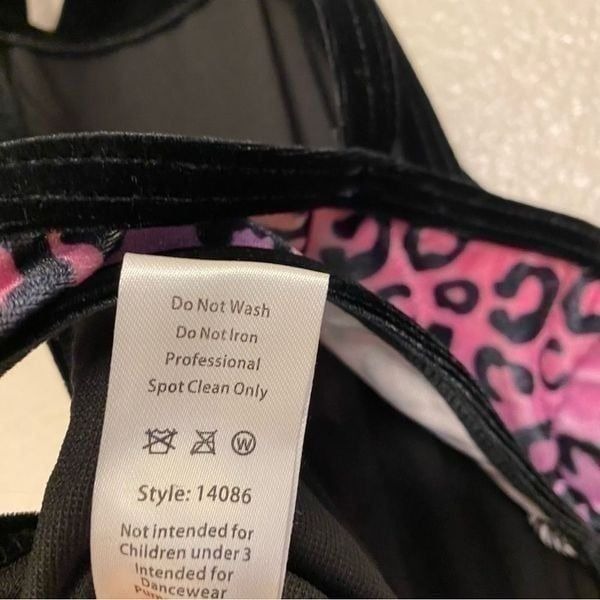 Do Not Wash
Do Not Iron
Professional
Spot Clean Only
W
Style: 14086
Not intended for
Children under 3
Intended for
Dancewear